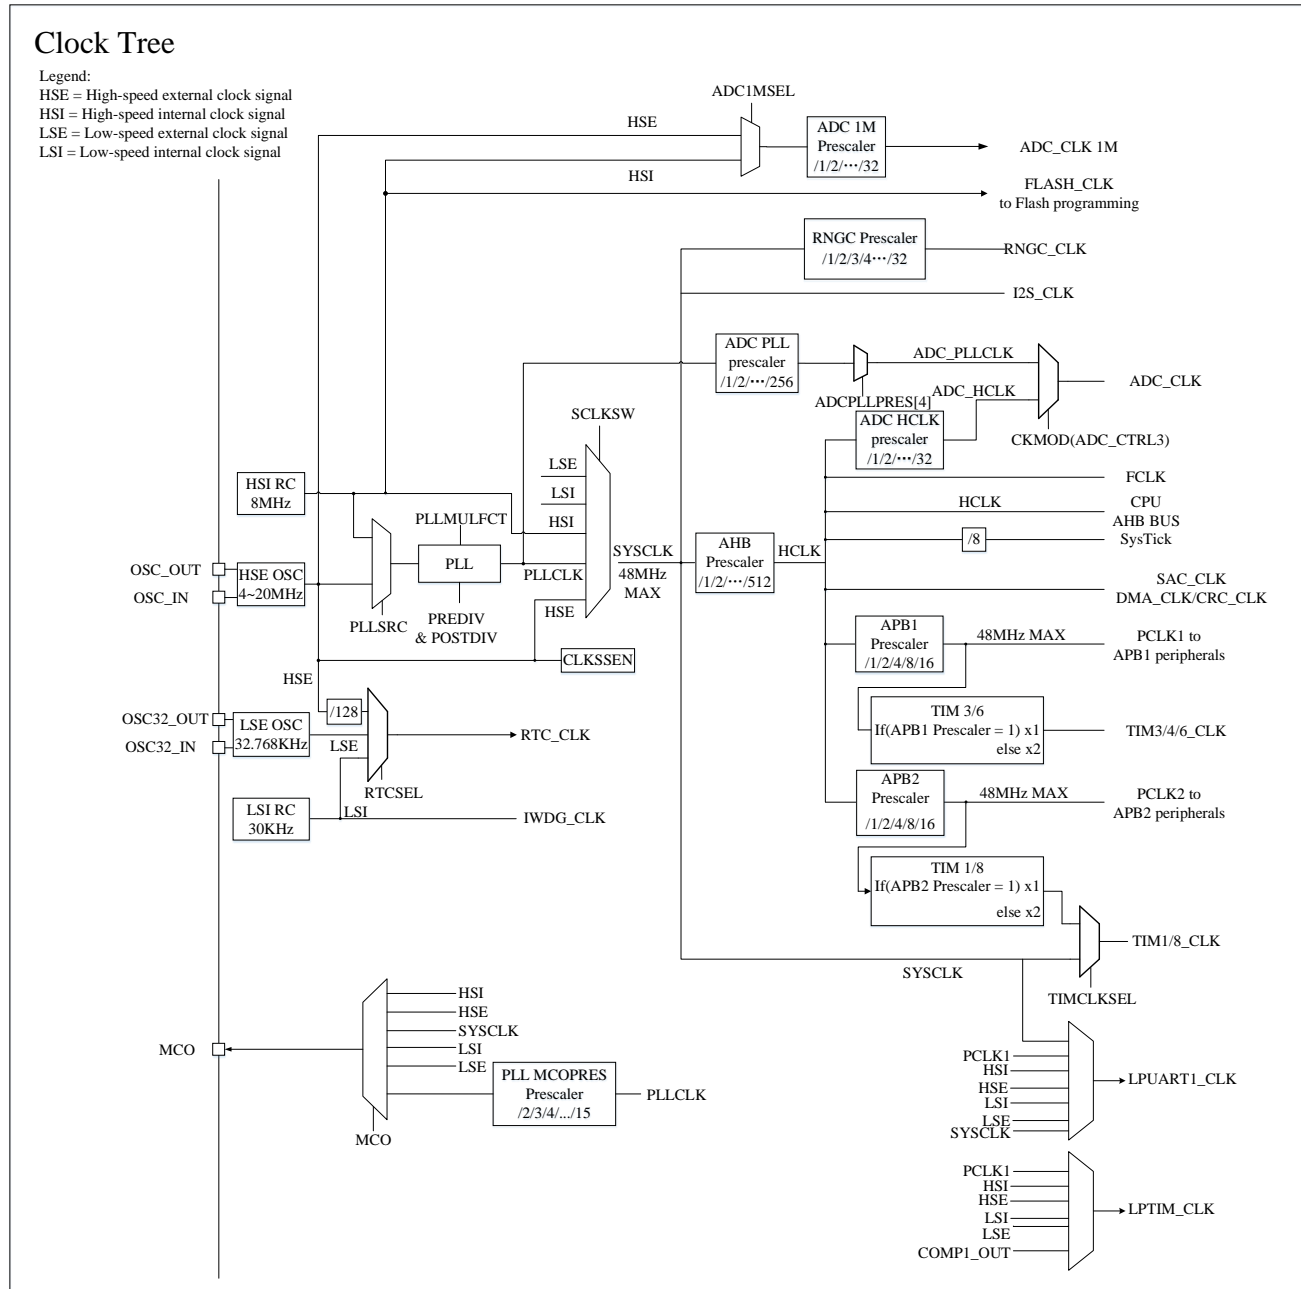 Clock Tree
Legend:
HSE = High-speed external clock signal
HSI = High-speed internal clock signal
LSE = Low-speed external clock signal
LSI = Low-speed internal clock signal
ADC1MSEL
HSE
ADC 1M
Prescaler
/1/2/···/32
ADC_CLK 1M
HSI
FLASH_CLK
to Flash programming
RNGC Prescaler
/1/2/3/4···/32
RNGC_CLK
I2S_CLK
ADC PLL
prescaler
/1/2/···/256
ADC_PLLCLK
ADC_CLK
ADCPLLPRES[4]
ADC_HCLK
SCLKSW
ADC HCLK
prescaler
/1/2/···/32
CKMOD(ADC_CTRL3)
LSE
LSI
HSI
HSI RC
8MHz
FCLK
HCLK
CPU
AHB BUS
PLLMULFCT
/8
SysTick
PLL
PLLCLK
SYSCLK
48MHz
MAX
AHB
Prescaler
/1/2/···/512
HCLK
OSC_OUT
OSC_IN
HSE OSC
4~20MHz
SAC_CLK
DMA_CLK/CRC_CLK
HSE
PREDIV
& POSTDIV
PLLSRC
APB1
Prescaler
/1/2/4/8/16
48MHz MAX
PCLK1 to
APB1 peripherals
CLKSSEN
HSE
/128
OSC32_OUT
OSC32_IN
LSE OSC
32.768KHz
LSE
RTC_CLK
TIM 3/6
If(APB1 Prescaler = 1) x1
else x2
TIM3/4/6_CLK
RTCSEL
LSI RC
30KHz
LSI
IWDG_CLK
APB2
Prescaler
/1/2/4/8/16
48MHz MAX
PCLK2 to
APB2 peripherals
TIM 1/8
If(APB2 Prescaler = 1) x1
else x2
TIM1/8_CLK
SYSCLK
TIMCLKSEL
HSI
HSE
SYSCLK
LSI
LSE
MCO
PLL MCOPRES
Prescaler
/2/3/4/.../15
PLLCLK
MCO
PCLK1
HSI
HSE
LSI
LSE
SYSCLK
LPUART1_CLK
PCLK1
HSI
HSE
LSI
LSE
COMP1_OUT
LPTIM_CLK